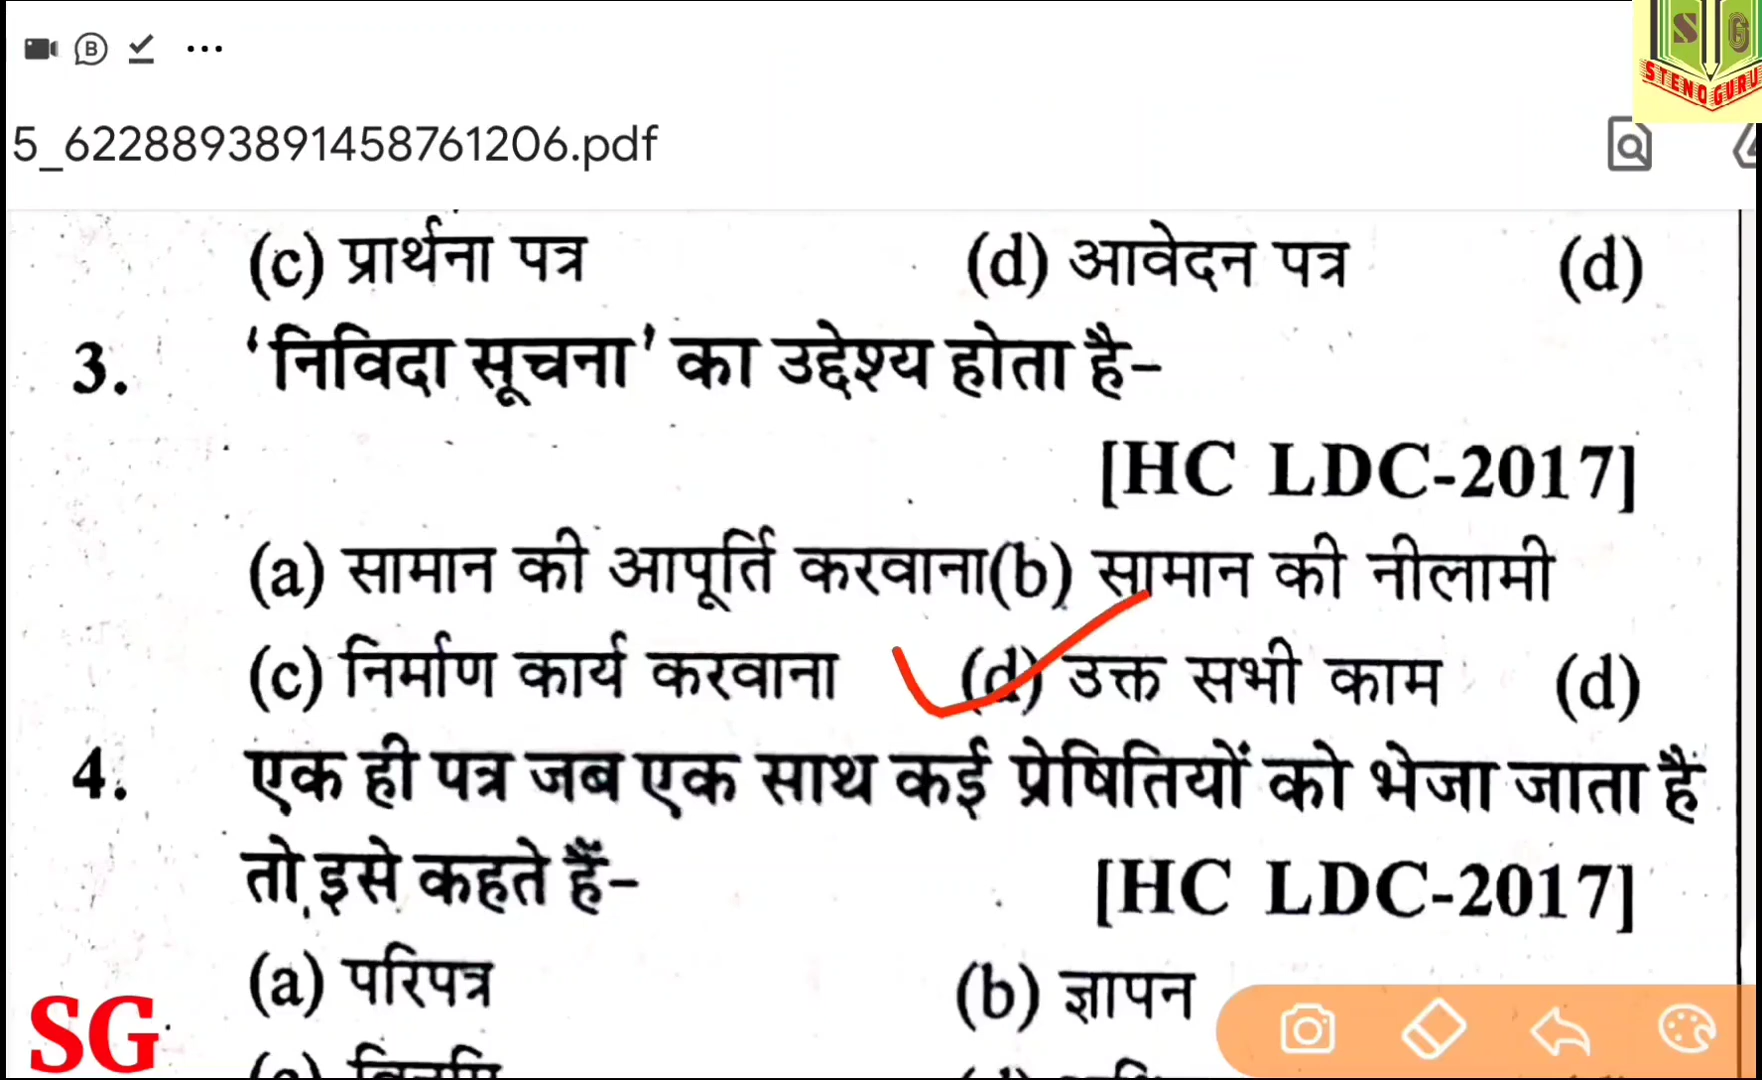 S G
STENO GURU
5_6228893891458761206.pdf
(c) प्रार्थना पत्र (d) आवेदन पत्र (d)
3. 'निविदा सूचना' का उद्देश्य होता है-
[HC LDC-2017]
(a) सामान की आपूर्ति करवाना(b) सामान की नीलामी
(c) निर्माण कार्य करवाना (d) उक्त सभी काम (d)
4. एक ही पत्र जब एक साथ कई प्रेषितियों को भेजा जाता है
तो इसे कहते हैं-
[HC LDC-2017]
(a) परिपत्र (b) ज्ञापन
SG